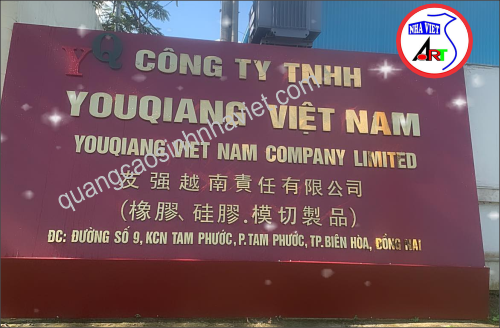 NHA VIET
ART
YQ CÔNG TY TNHH
YOUQIANG VIỆT NAM
YOUQIANG VIET NAM COMPANY LIMITED
友强越南責任有限公司
(橡膠、硅膠.模切製品)
ĐC: ĐƯỜNG SỐ 9, KCN TAM PHƯỚC, P.TAM PHƯỚC, TP.BIÊN HÒA, ĐỒNG NAI
quangcaosinhnhaviet.com